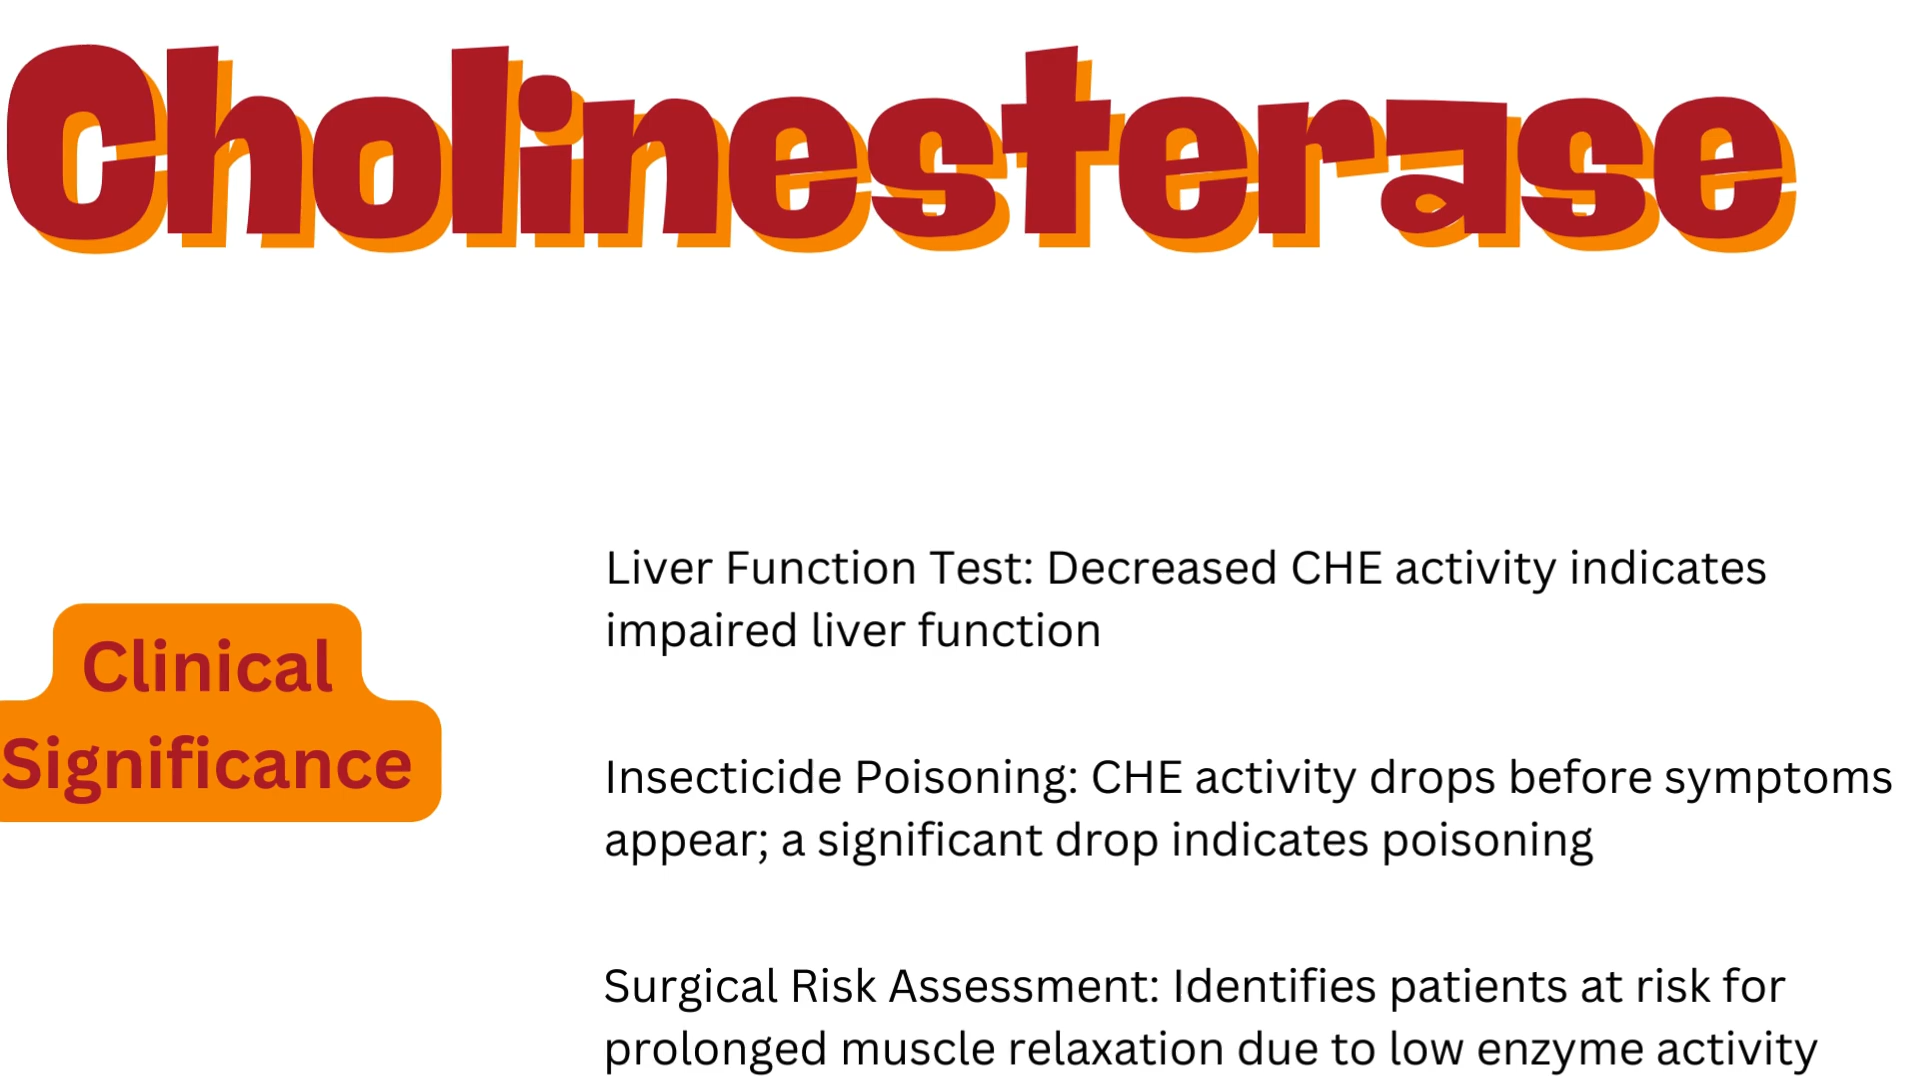 Cholinesterase
Clinical
Significance
Liver Function Test: Decreased CHE activity indicates
impaired liver function
Insecticide Poisoning: CHE activity drops before symptoms
appear; a significant drop indicates poisoning
Surgical Risk Assessment: Identifies patients at risk for
prolonged muscle relaxation due to low enzyme activity